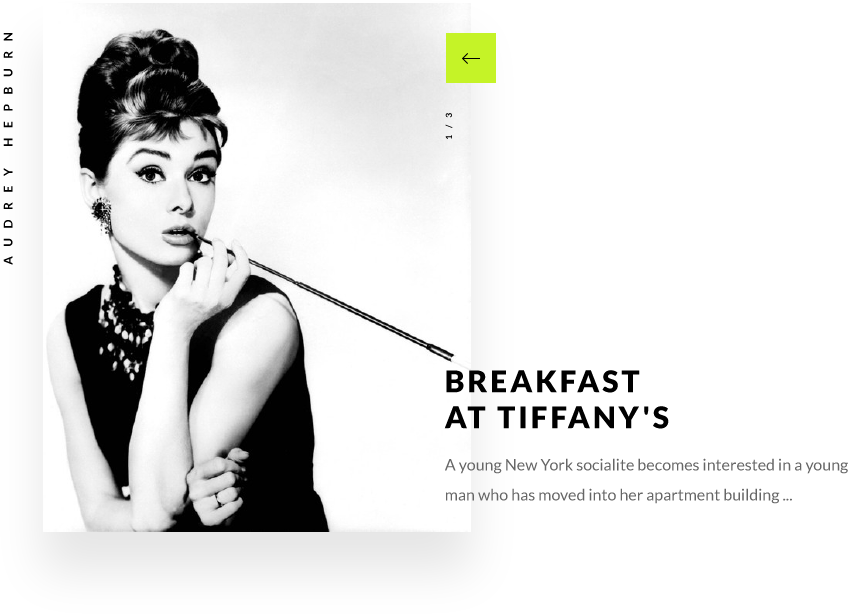 AUDREY HEPBURN
1 / 3
BREAKFAST
AT TIFFANY'S
A young New York socialite becomes interested in a young
man who has moved into her apartment building ...